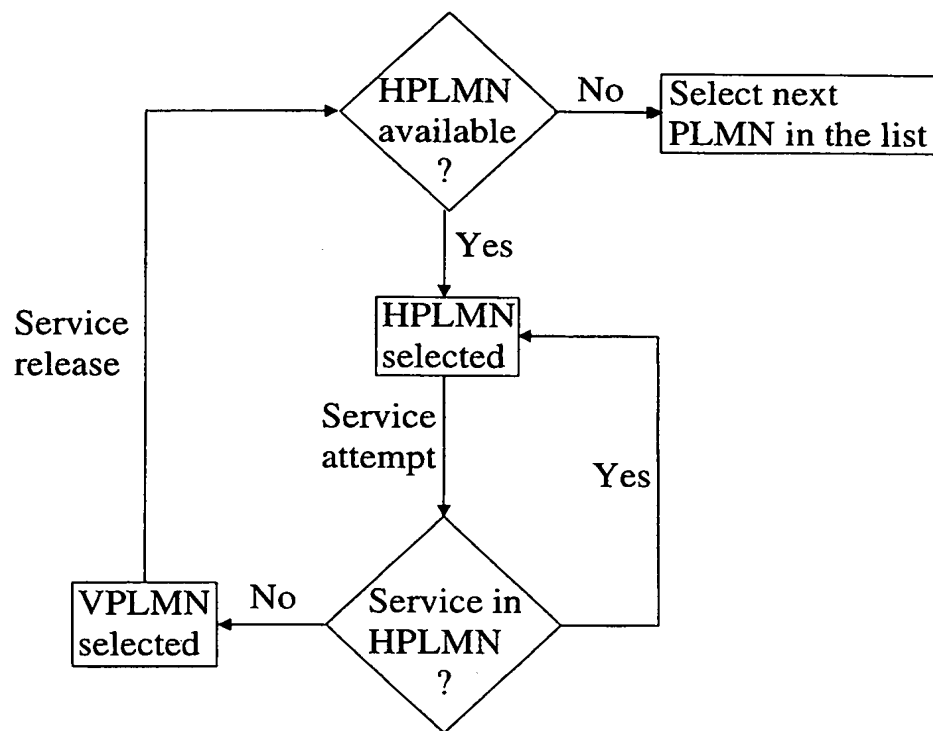 HPLMN
available
?
No
Select next
PLMN in the list
Yes
HPLMN
selected
Service
release
Service
attempt
Yes
VPLMN
selected
No
Service in
HPLMN
?